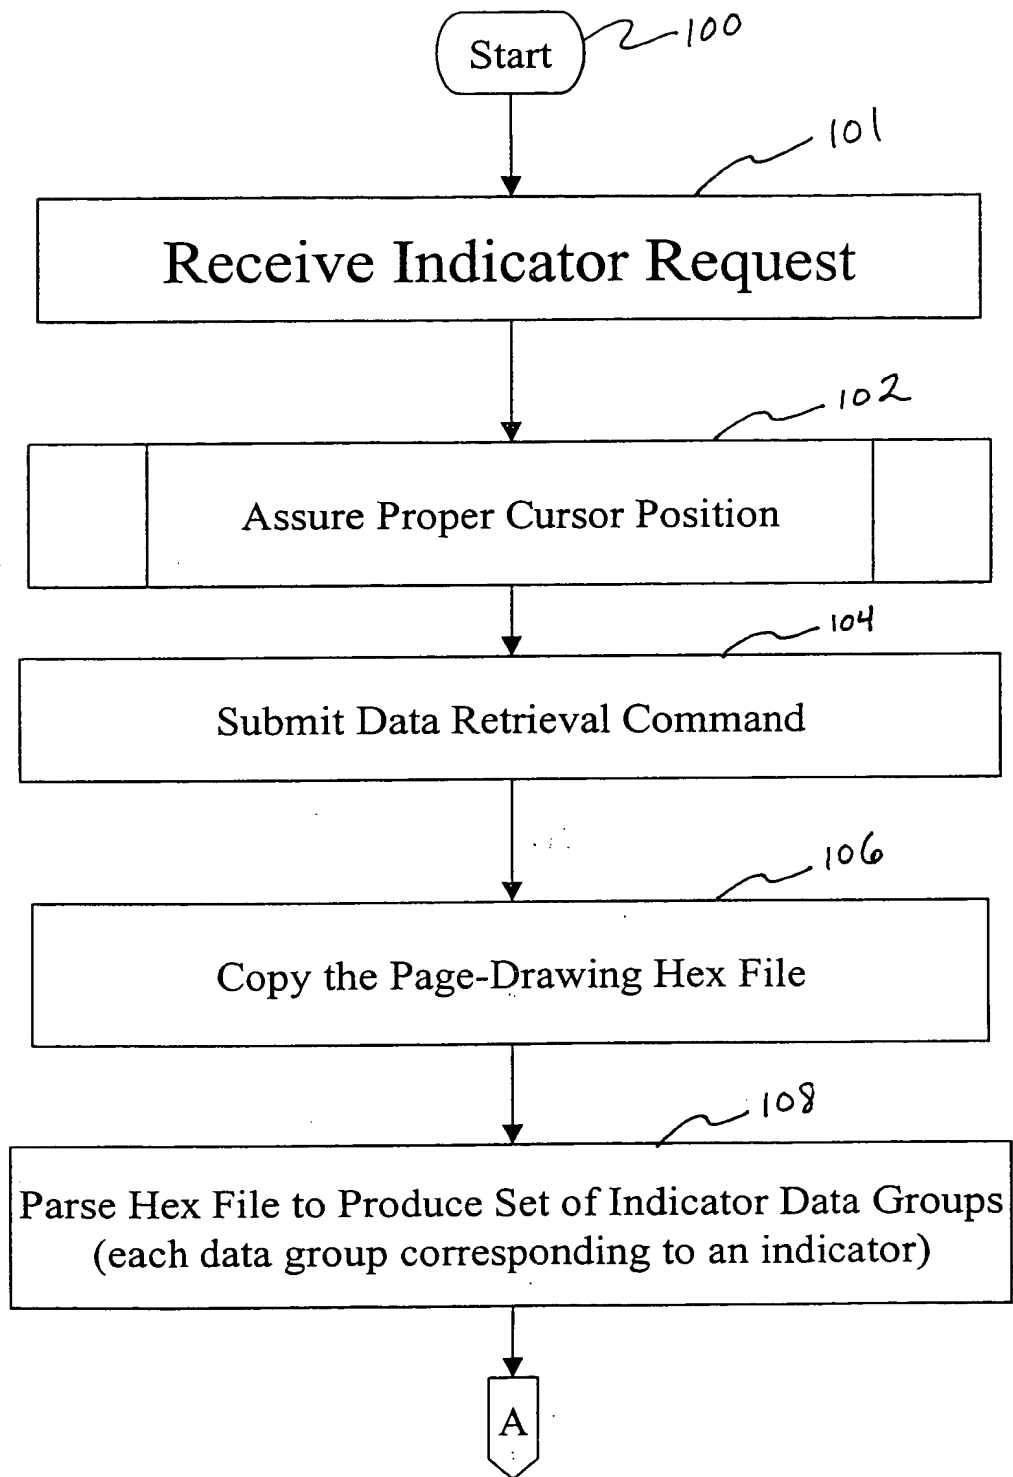 Start
100
101
Receive Indicator Request
102
Assure Proper Cursor Position
104
Submit Data Retrieval Command
106
Copy the Page-Drawing Hex File
108
Parse Hex File to Produce Set of Indicator Data Groups
(each data group corresponding to an indicator)
A